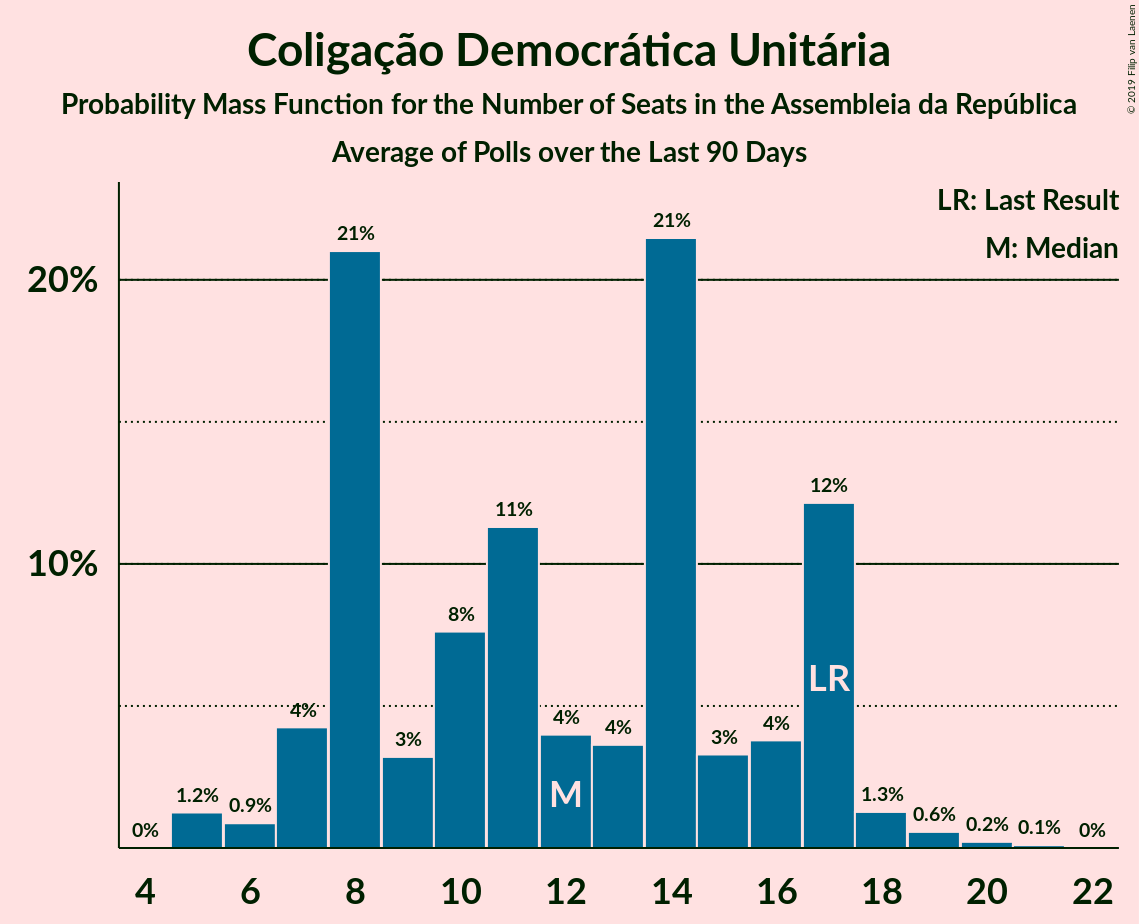 Coligação Democrática Unitária
Probability Mass Function for the Number of Seats in the Assembleia da República
Average of Polls over the Last 90 Days
© 2019 Filip van Laenen
LR: Last Result
M: Median
20%
10%
0%
1.2%
0.9%
4%
21%
3%
8%
11%
4%
4%
21%
3%
4%
12%
1.3%
0.6%
0.2%
0.1%
0%
M
LR
4 6 8 10 12 14 16 18 20 22